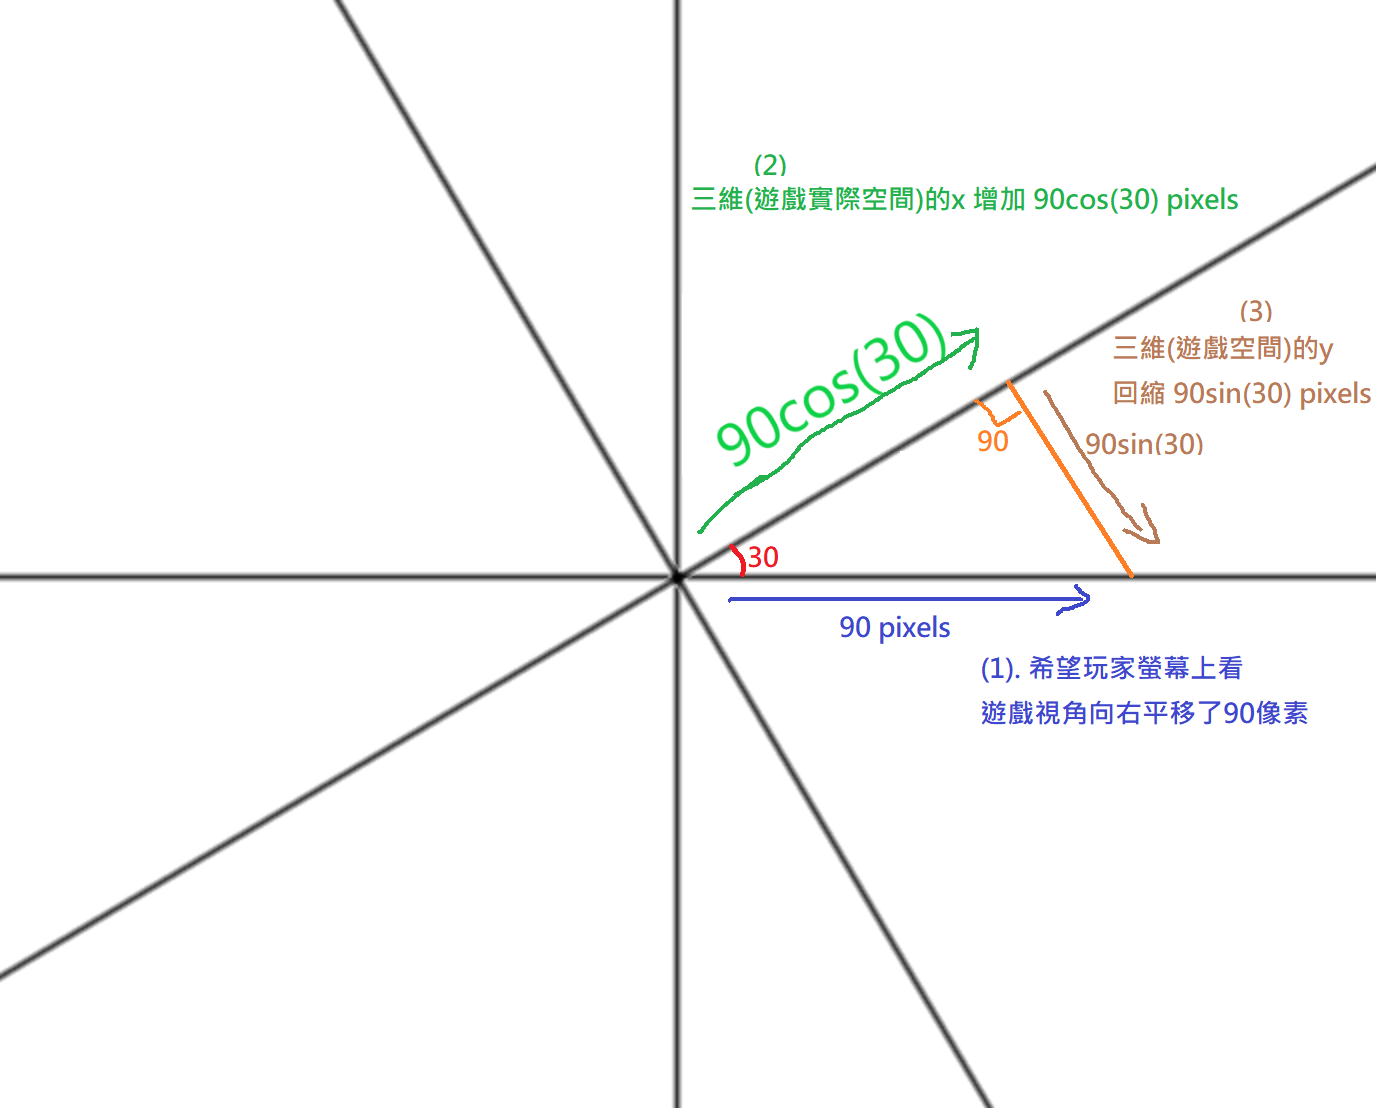 (2)
三維(遊戲實際空間)的x 增加 90cos(30) pixels
90cos(30)
(3)
三維(遊戲空間)的y
回縮 90sin(30) pixels
90
90sin(30)
30
90 pixels
(1). 希望玩家螢幕上看
遊戲視角向右平移了90像素